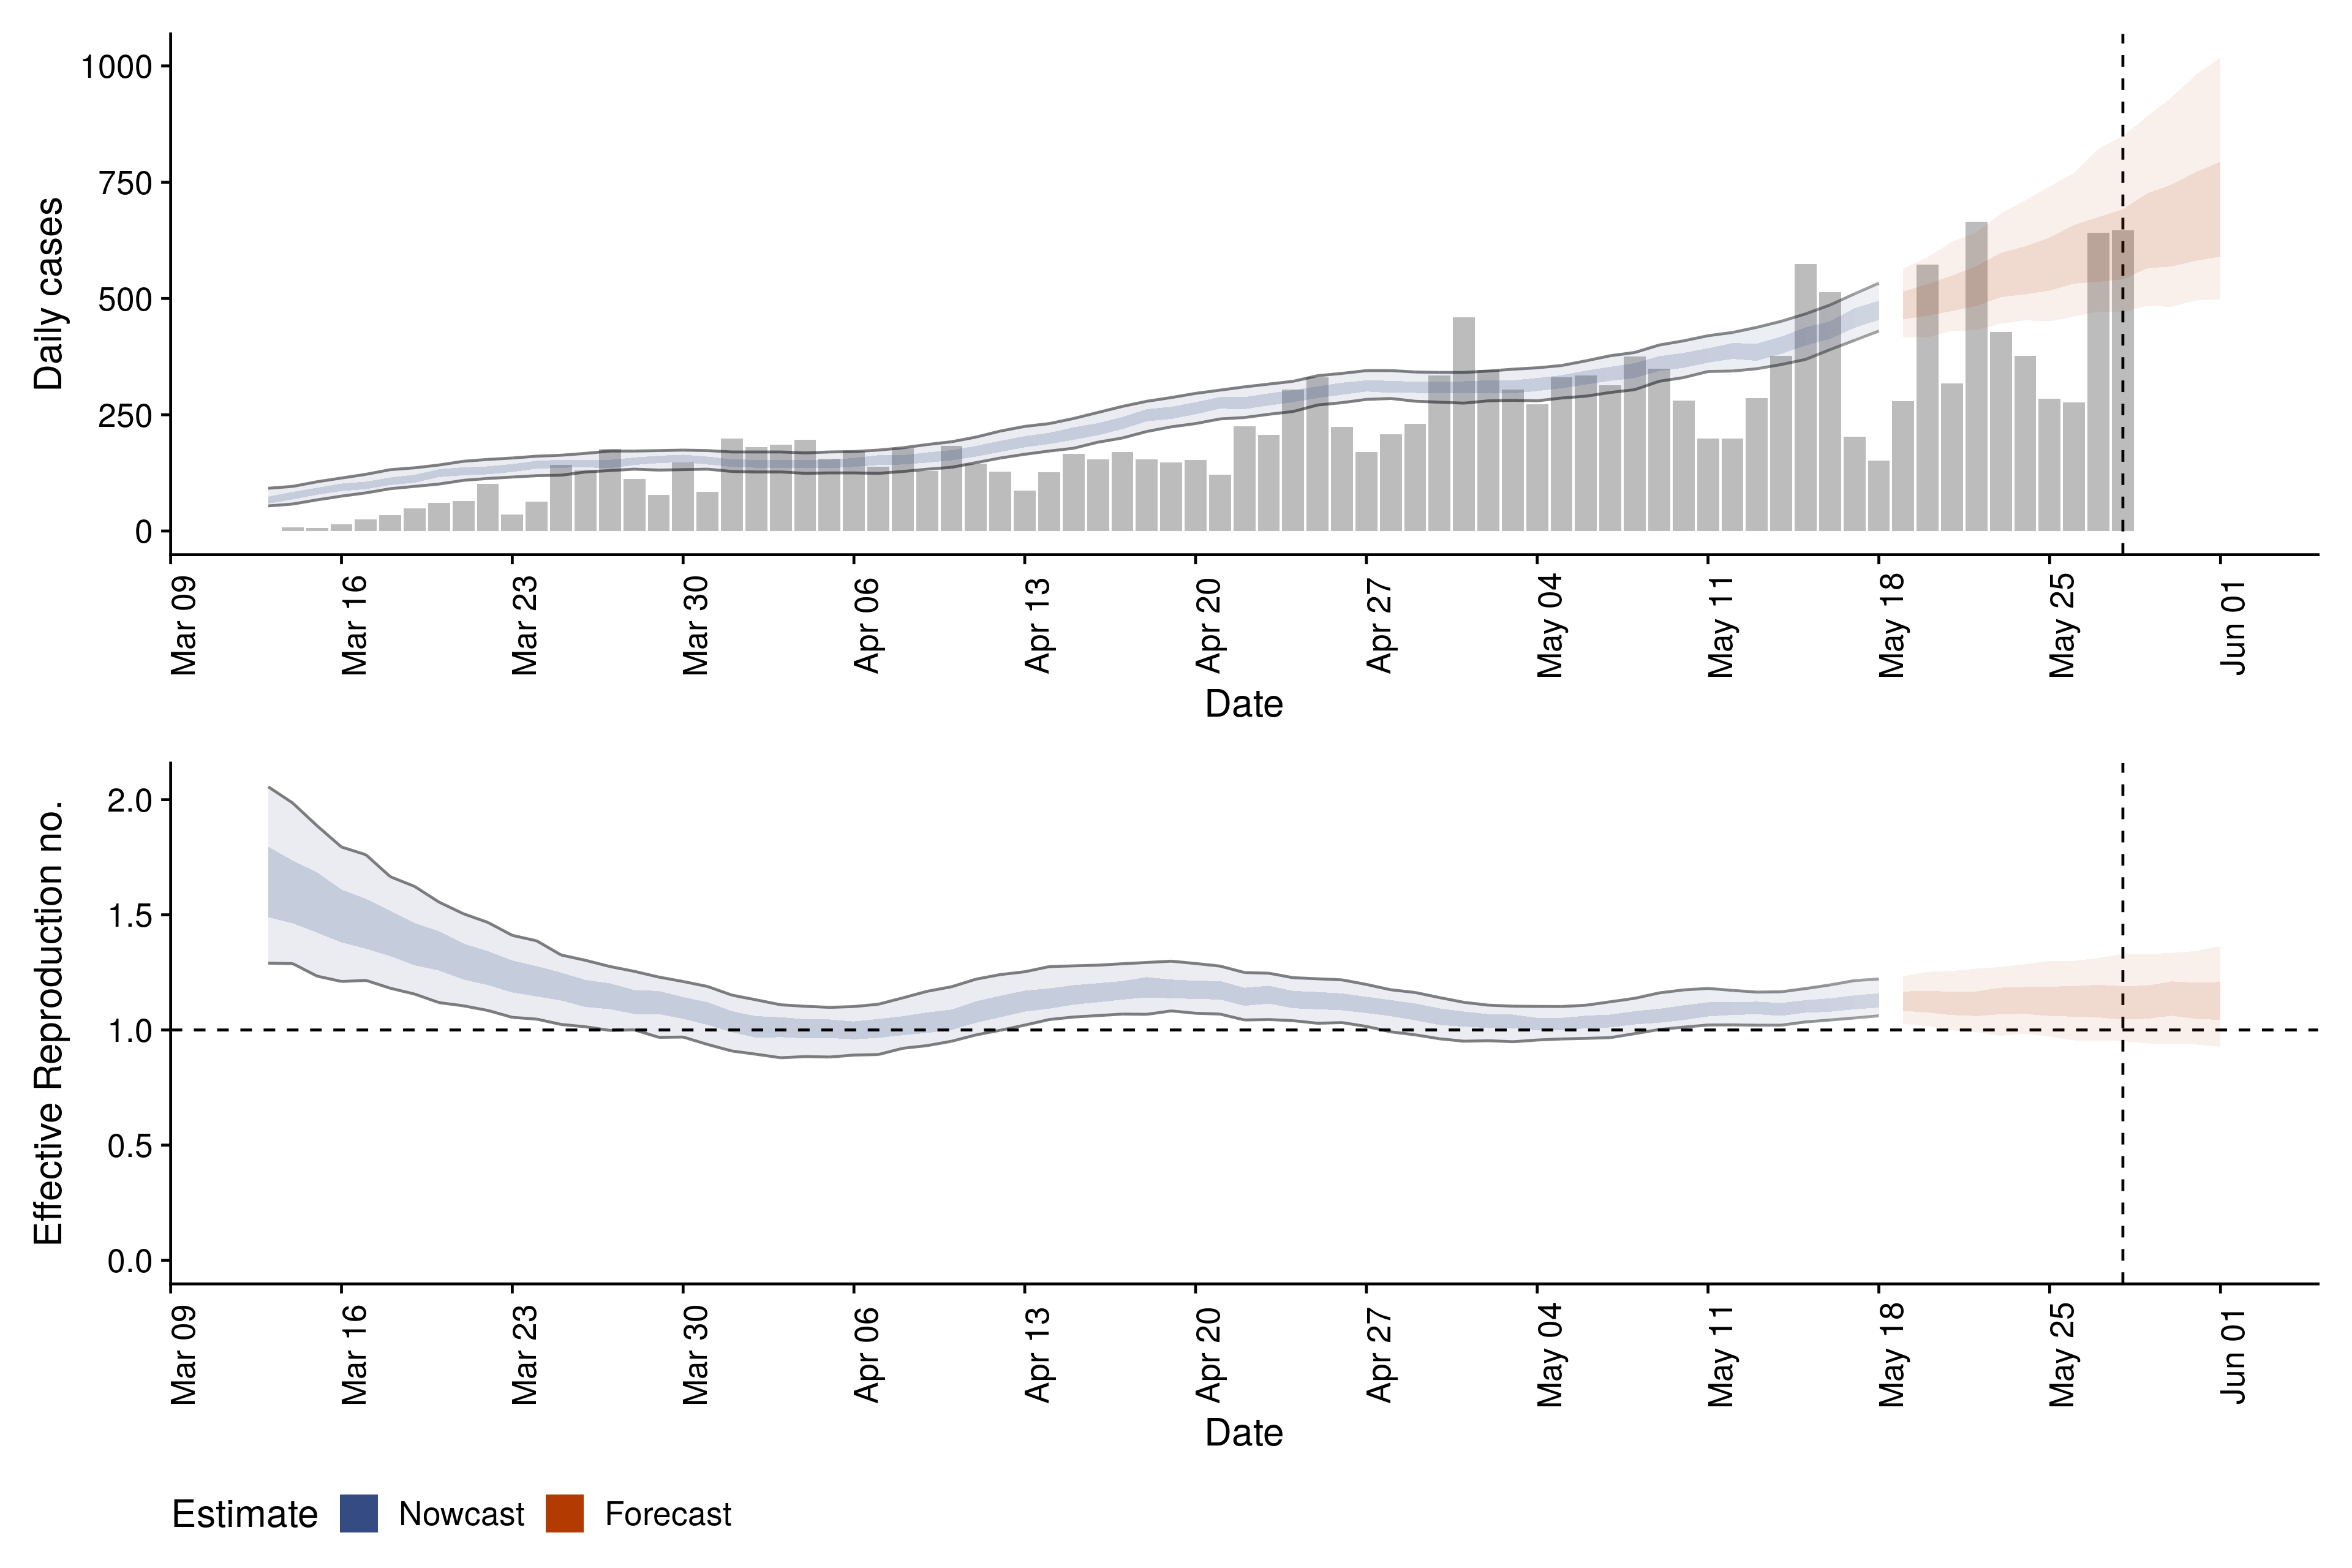 Daily cases
1000
750
500
250
0
Mar 09
Mar 16
Mar 23
Mar 30
Apr 06
Apr 13
Apr 20
Apr 27
May 04
May 11
May 18
May 25
Jun 01
Date
Effective Reproduction no.
2.0
1.5
1.0
0.5
0.0
Mar 09
Mar 16
Mar 23
Mar 30
Apr 06
Apr 13
Apr 20
Apr 27
May 04
May 11
May 18
May 25
Jun 01
Date
Estimate Nowcast Forecast